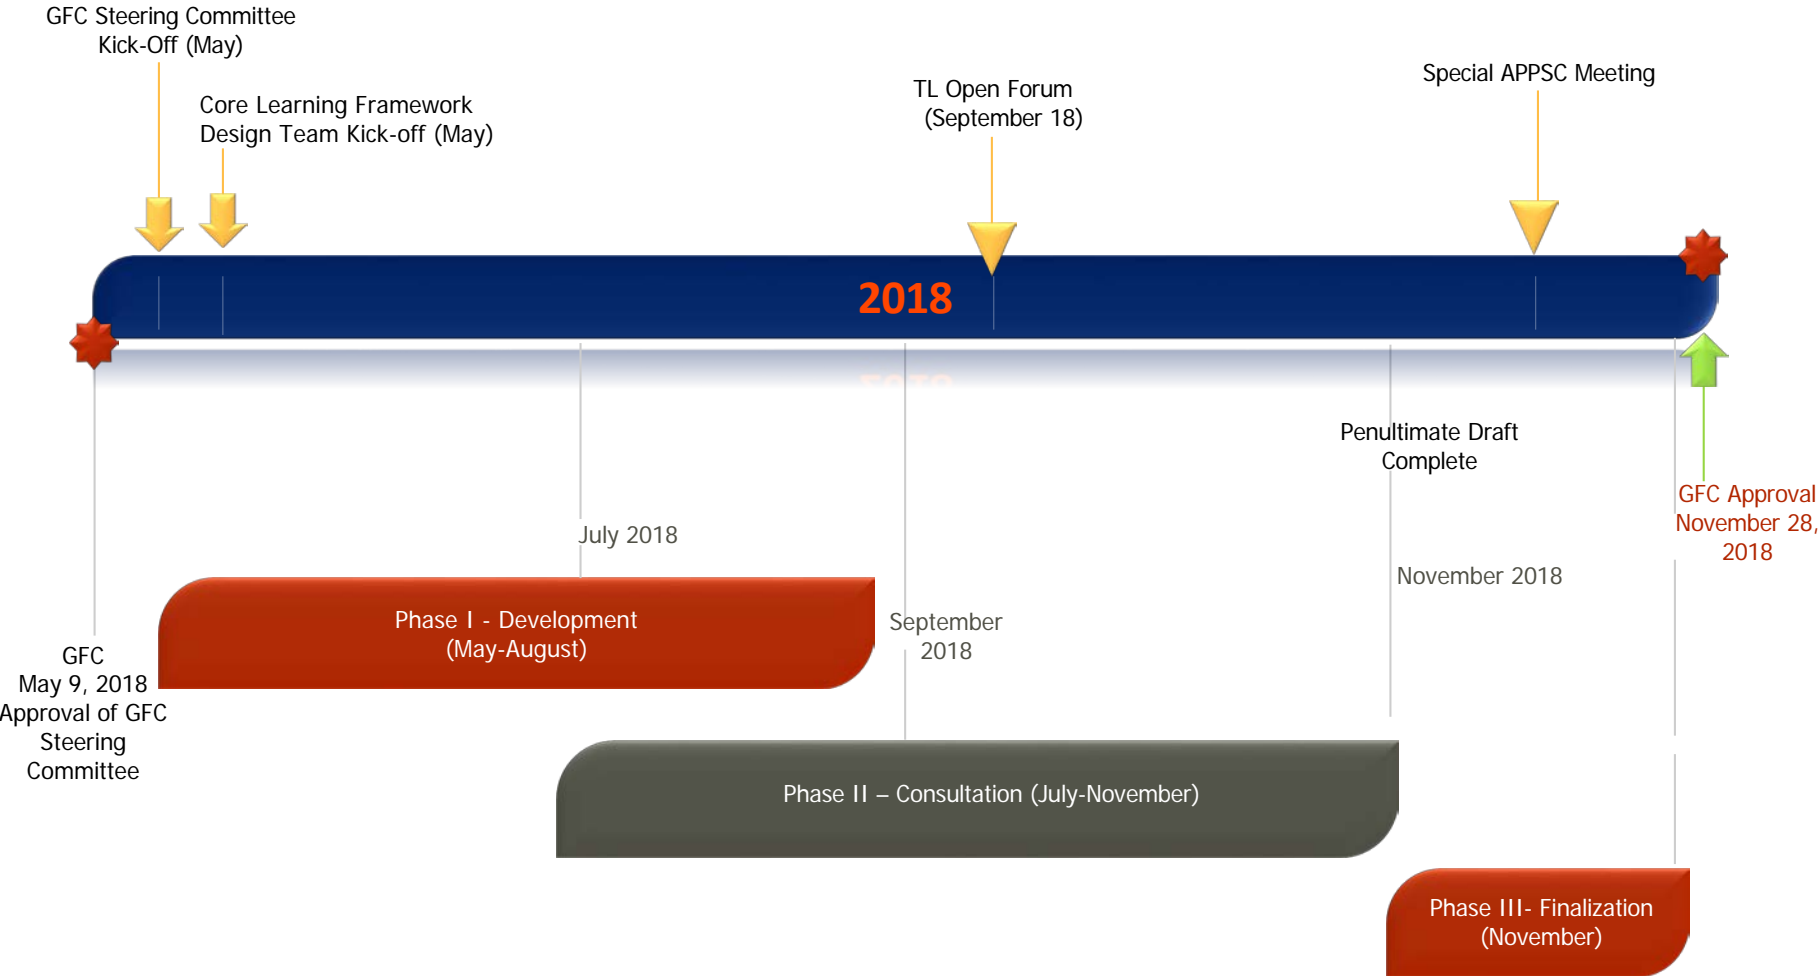 GFC Steering Committee
Kick-Off (May)
Core Learning Framework
Design Team Kick-off (May)
TL Open Forum
(September 18)
Special APPSC Meeting
2018
Penultimate Draft
Complete
GFC Approval
November 28,
2018
July 2018
November 2018
September
2018
Phase I - Development
(May-August)
GFC
May 9, 2018
Approval of GFC
Steering
Committee
Phase II – Consultation (July-November)
Phase III- Finalization
(November)